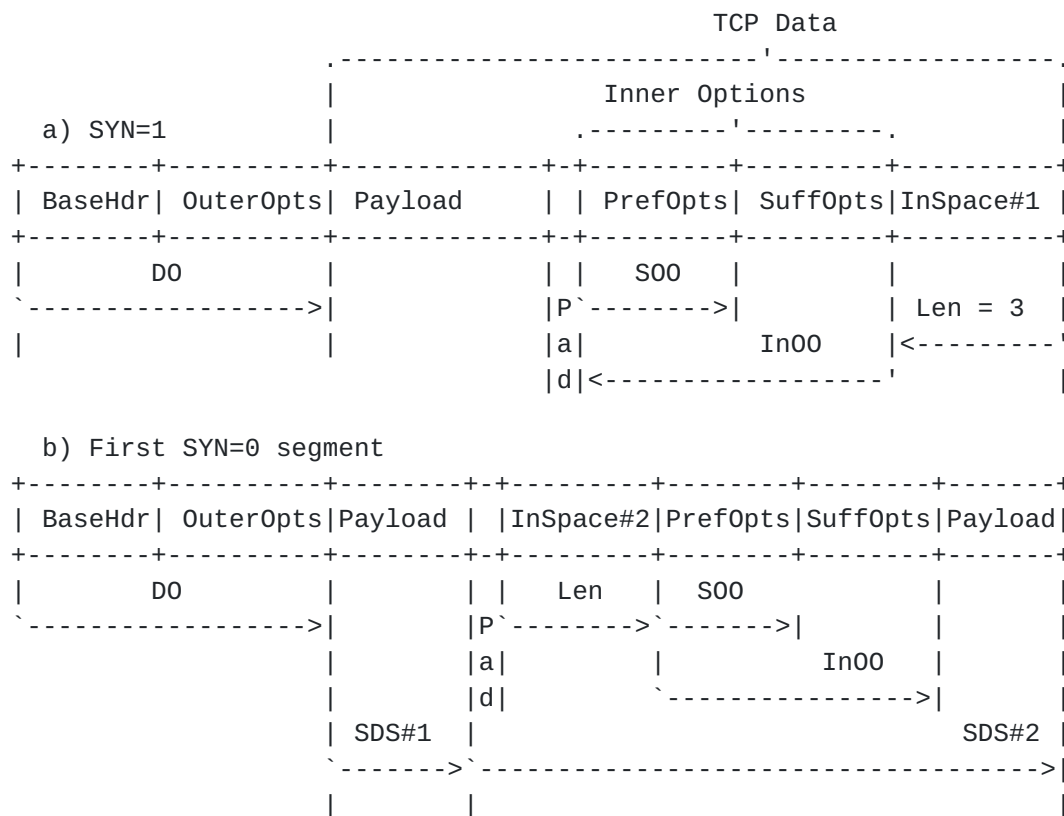 TCP Data
                    .---------------------------'------------------.
                    |                 Inner Options                |
  a) SYN=1          |               .---------'---------.          |
+--------+----------+-------------+-+---------+---------+----------+
| BaseHdr| OuterOpts| Payload     | | PrefOpts| SuffOpts|InSpace#1 |
+--------+----------+-------------+-+---------+---------+----------+
|        DO         |             | |   SOO   |         |          |
`------------------>|             |P`-------->|         | Len = 3  |
|                   |             |a|           InOO    |<---------'
                                  |d|<------------------'          |

  b) First SYN=0 segment
+--------+----------+--------+-+---------+--------+--------+-------+
| BaseHdr| OuterOpts|Payload | |InSpace#2|PrefOpts|SuffOpts|Payload|
+--------+----------+--------+-+---------+--------+--------+-------+
|        DO         |        | |   Len   |  SOO            |       |
`------------------>|        |P`-------->`------->|        |       |
                    |        |a|         |          InOO   |       |
                    |        |d|         `---------------->|       |
                    | SDS#1  |                               SDS#2 |
                    `------->`------------------------------------>|
                    |        |                                     |